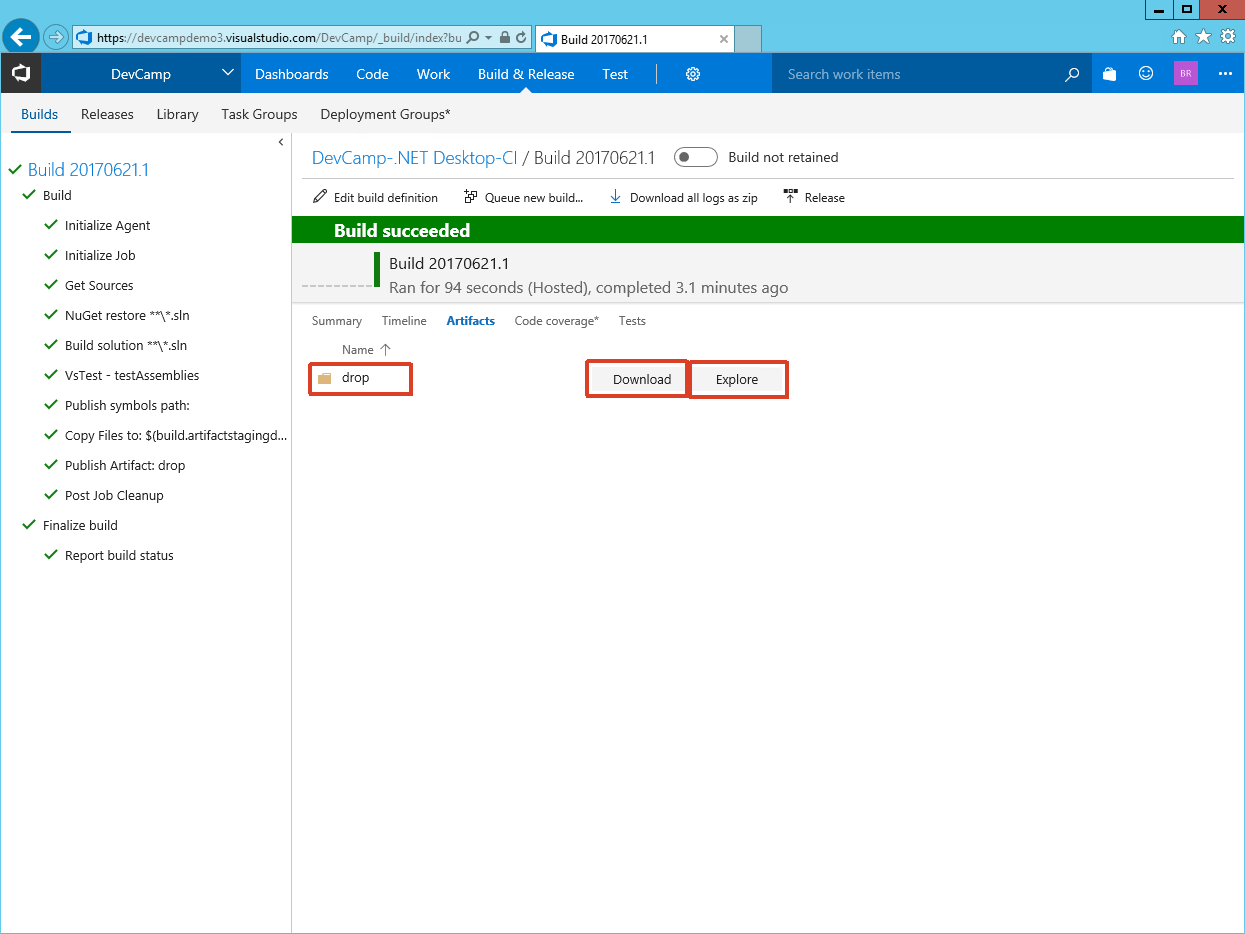 https://devcampdemo3.visualstudio.com/DevCamp/_build/index?bu
Build 20170621.1
DevCamp
Dashboards
Code
Work
Build & Release
Test
Search work items
BR
Builds
Releases
Library
Task Groups
Deployment Groups*
Build 20170621.1
Build
Initialize Agent
Initialize Job
Get Sources
NuGet restore **\*.sln
Build solution **\*.sln
VsTest - testAssemblies
Publish symbols path:
Copy Files to: $(build.artifactstagingd...
Publish Artifact: drop
Post Job Cleanup
Finalize build
Report build status
DevCamp-.NET Desktop-CI / Build 20170621.1
Build not retained
Edit build definition
Queue new build...
Download all logs as zip
Release
Build succeeded
Build 20170621.1
Ran for 94 seconds (Hosted), completed 3.1 minutes ago
Summary
Timeline
Artifacts
Code coverage*
Tests
Name
drop
Download
Explore